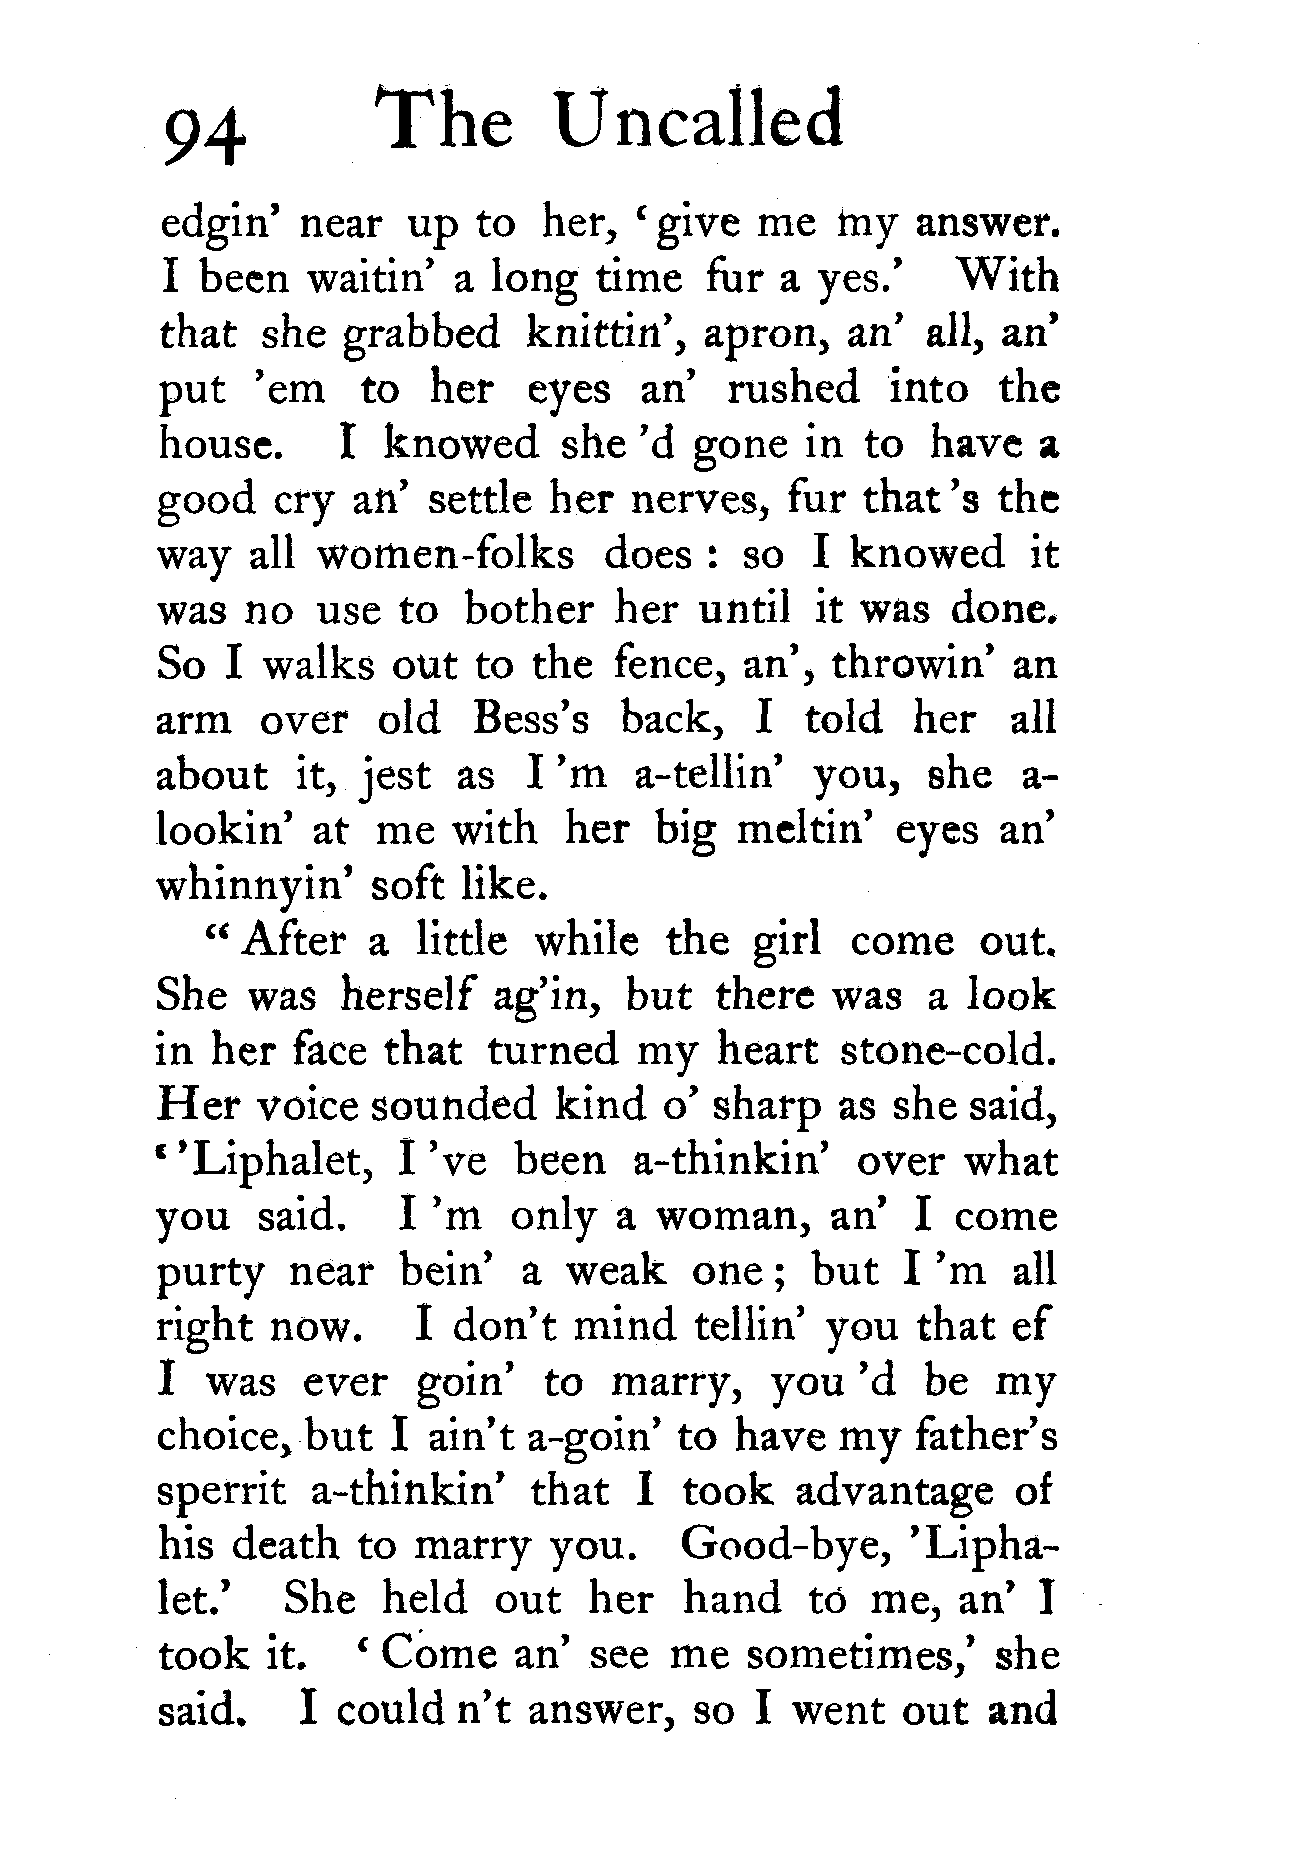 94 The Uncalled
edgin' near up to her, ‘ give me my answer.
I been waitin' a long time fur a yes.’ With
that she grabbed knittin', apron, an' all, an'
put 'em to her eyes an' rushed into the
house. I knowed she 'd gone in to have a
good cry an' settle her nerves, fur that 's the
way all women-folks does : so I knowed it
was no use to bother her until it was done.
So I walks out to the fence, an', throwin' an
arm over old Bess's back, I told her all
about it, jest as I 'm a-tellin' you, she a-
lookin' at me with her big meltin' eyes an'
whinnyin' soft like.
“ After a little while the girl come out.
She was herself ag'in, but there was a look
in her face that turned my heart stone-cold.
Her voice sounded kind o' sharp as she said,
‘ 'Liphalet, I 've been a-thinkin' over what
you said. I 'm only a woman, an' I come
purty near bein' a weak one ; but I 'm all
right now. I don't mind tellin' you that ef
I was ever goin' to marry, you 'd be my
choice, but I ain't a-goin' to have my father's
sperrit a-thinkin' that I took advantage of
his death to marry you. Good-bye, 'Lipha-
let.’ She held out her hand to me, an' I
took it. ‘ Come an' see me sometimes,’ she
said. I could n't answer, so I went out and